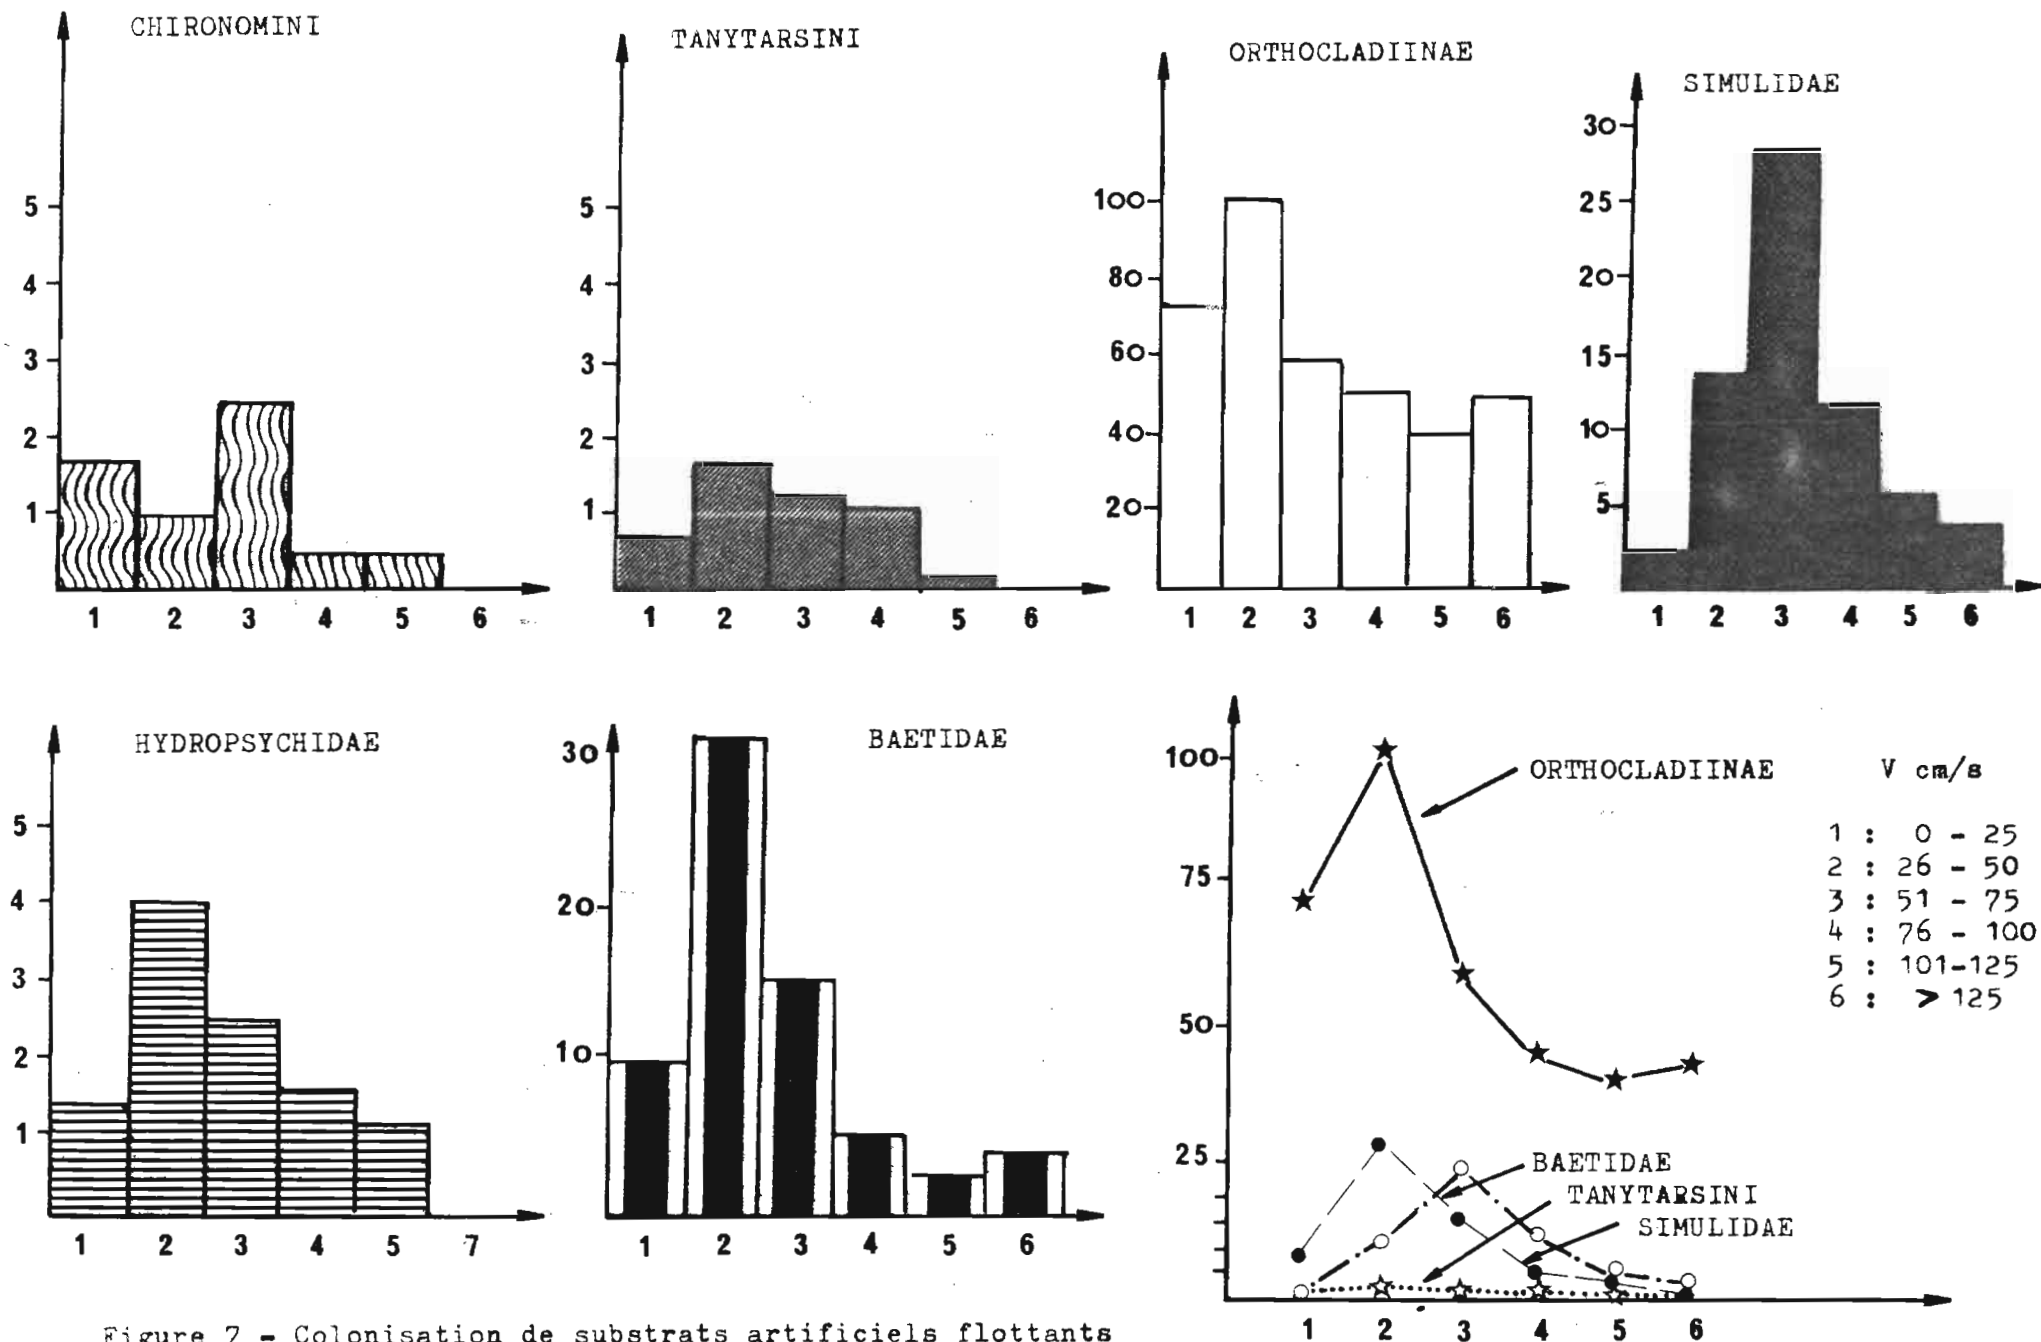 CHIRONOMINI
5
4
3
2
1
1 2 3 4 5 6
TANYTARSINI
5
4
3
2
1
1 2 3 4 5 6
ORTHOCLADIINAE
100
80
60
40
20
1 2 3 4 5 6
SIMULIDAE
30
25
20
15
10
5
1 2 3 4 5 6
HYDROPSYCHIDAE
5
4
3
2
1
1 2 3 4 5 7
BAETIDAE
30
20
10
1 2 3 4 5 6
100
75
50
25
ORTHOCLADIINAE
BAETIDAE
TANYTARSINI
SIMULIDAE
1 2 3 4 5 6
V cm/s
1 : 0 - 25
2 : 26 - 50
3 : 51 - 75
4 : 76 - 100
5 : 101-125
6 : > 125
Figure 7 - Colonisation de substrats artificiels flottants